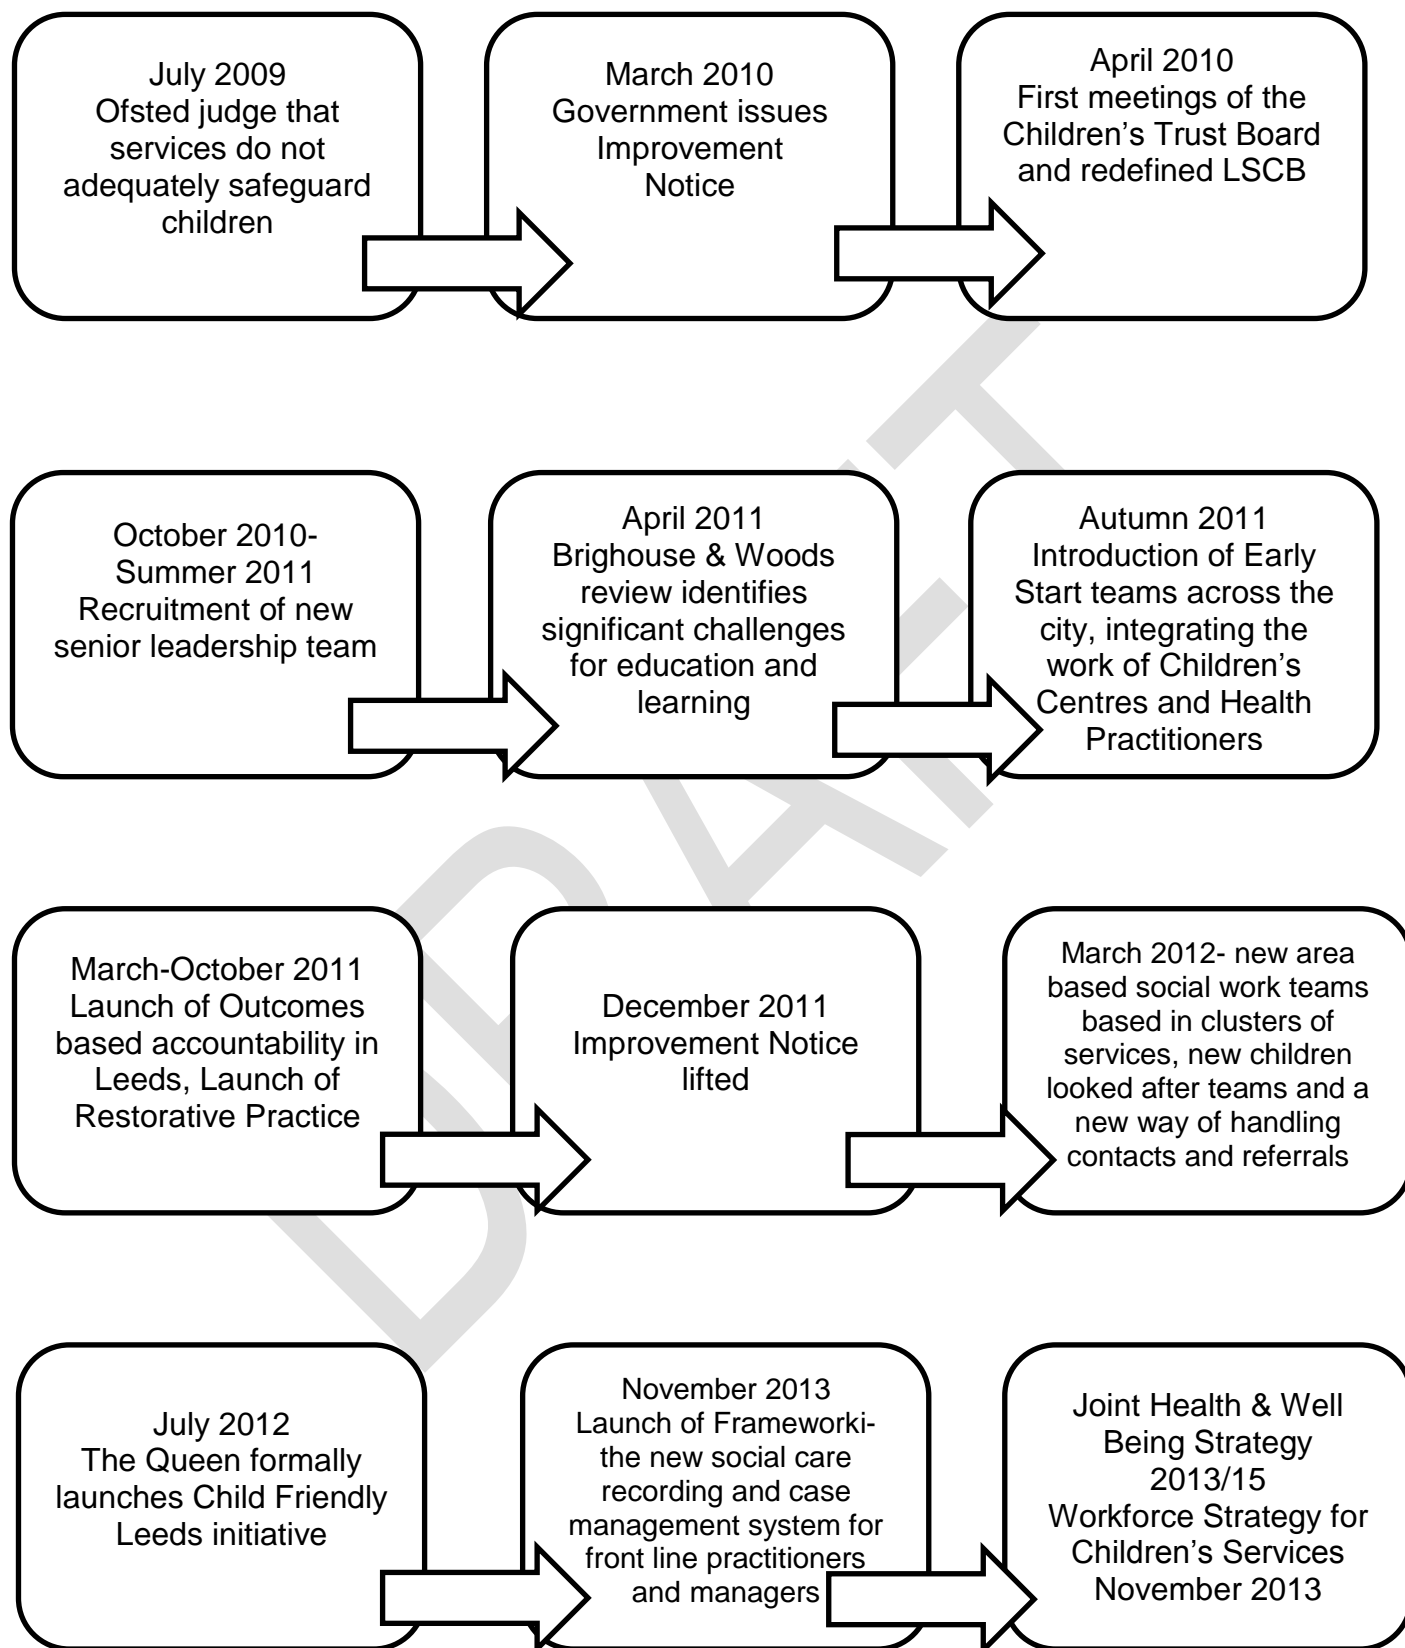 July 2009
Ofsted judge that
services do not
adequately safeguard
children
March 2010
Government issues
Improvement
Notice
April 2010
First meetings of the
Children's Trust Board
and redefined LSCB
October 2010-
Summer 2011
Recruitment of new
senior leadership team
April 2011
Brighouse & Woods
review identifies
significant challenges
for education and
learning
Autumn 2011
Introduction of Early
Start teams across the
city, integrating the
work of Children's
Centres and Health
Practitioners
March-October 2011
Launch of Outcomes
based accountability in
Leeds, Launch of
Restorative Practice
December 2011
Improvement Notice
lifted
March 2012- new area
based social work teams
based in clusters of
services, new children
looked after teams and a
new way of handling
contacts and referrals
July 2012
The Queen formally
launches Child Friendly
Leeds initiative
November 2013
Launch of Frameworki-
the new social care
recording and case
management system for
front line practitioners
and managers
Joint Health & Well
Being Strategy
2013/15
Workforce Strategy for
Children's Services
November 2013
DRAFT